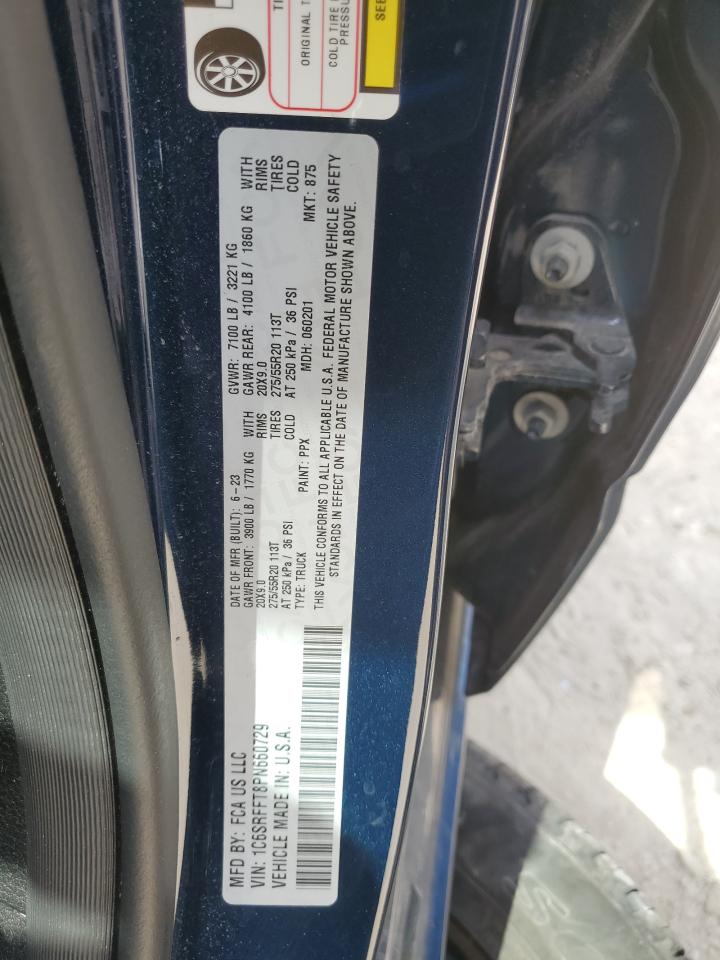 MFD BY: FCA US LLC
DATE OF MFR (BUILT): 6-23
GVWR: 7100 LB / 3221 KG
GAWR FRONT: 3900 LB / 1770 KG WITH
GAWR REAR: 4100 LB / 1860 KG WITH
20X9.0 RIMS
20X9.0 RIMS
275/55R20 113T TIRES
275/55R20 113T TIRES
AT 250 kPa / 36 PSI COLD
AT 250 kPa / 36 PSI COLD
VIN: 1C6SRFFT8PN660729
TYPE: TRUCK
PAINT: PPX
MDH: 060201
MKT: 875
VEHICLE MADE IN: U.S.A.
THIS VEHICLE CONFORMS TO ALL APPLICABLE U.S.A. FEDERAL MOTOR VEHICLE SAFETY
STANDARDS IN EFFECT ON THE DATE OF MANUFACTURE SHOWN ABOVE.
ORIGINAL
COLD TIRE
SEE